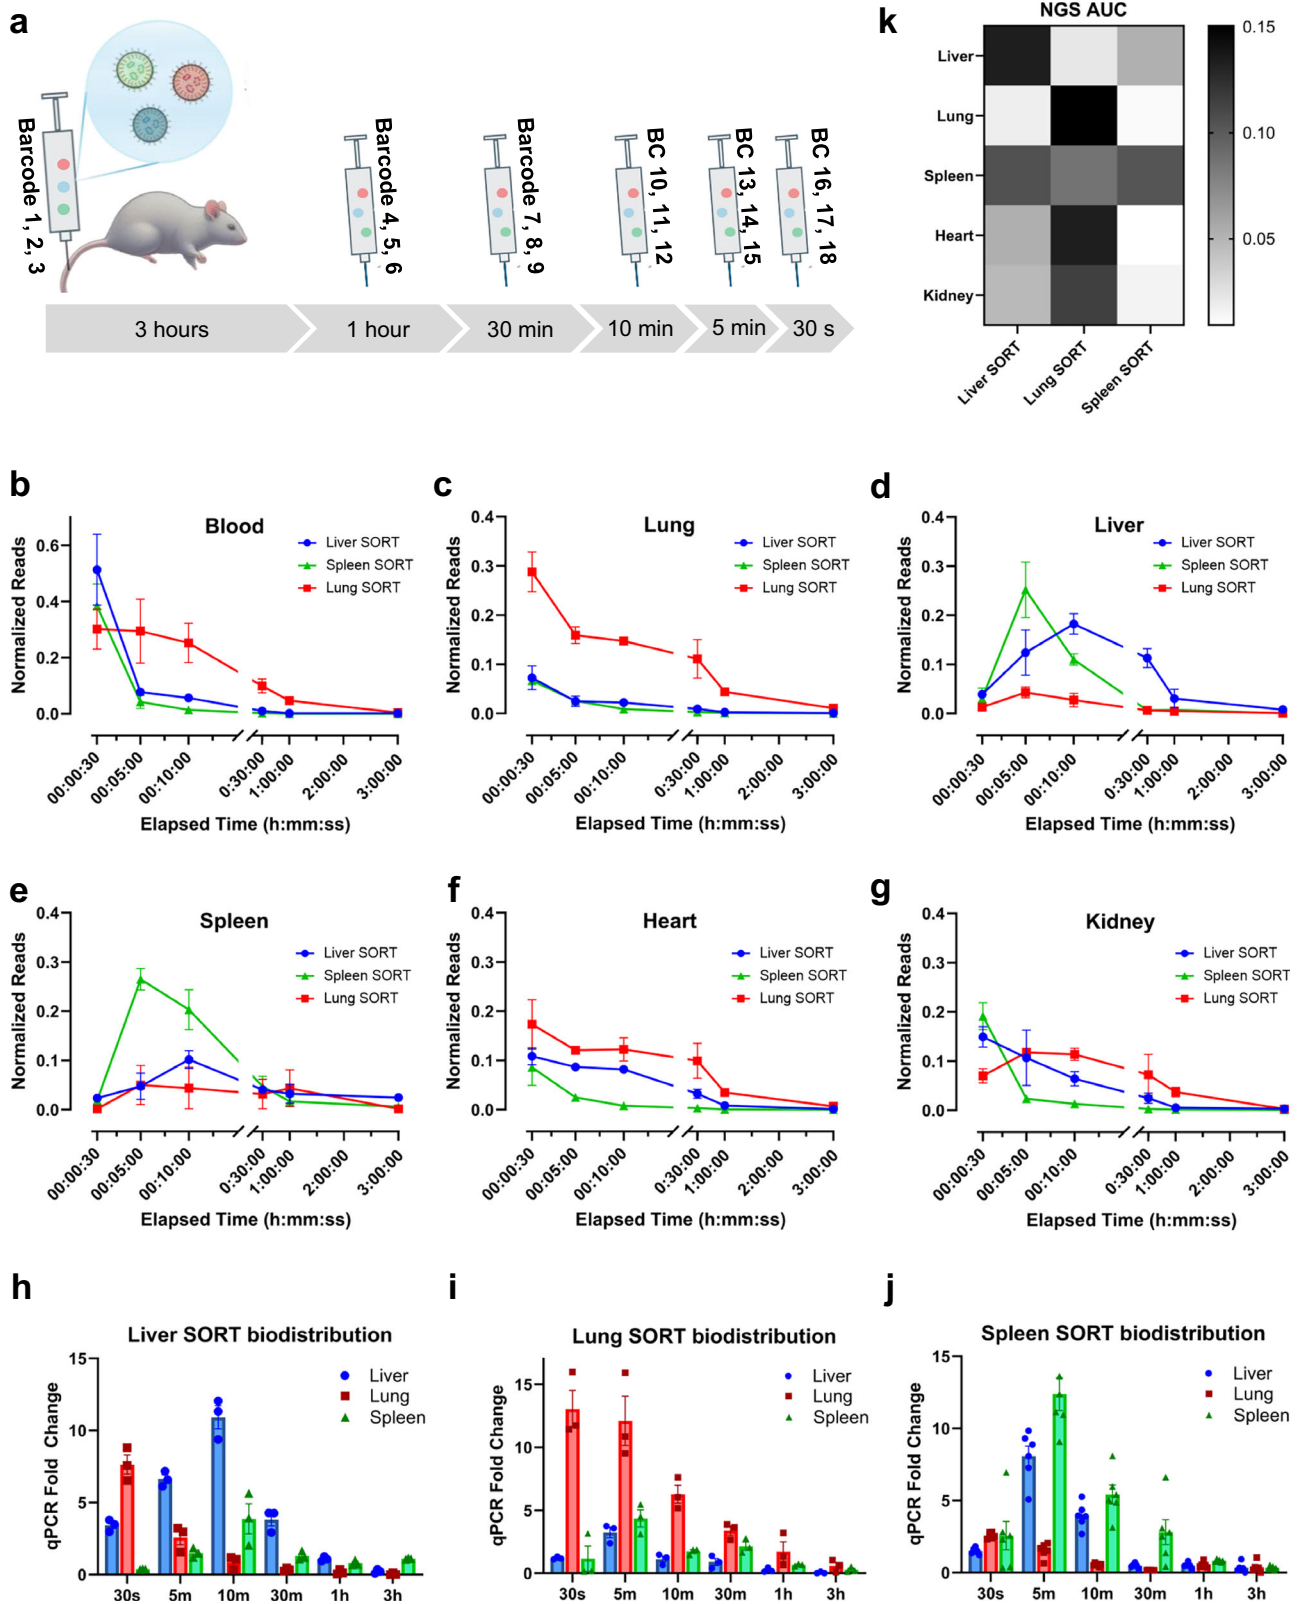 a
Barcode 1, 2, 3
Barcode 4, 5, 6
Barcode 7, 8, 9
BC 10, 11, 12
BC 13, 14, 15
BC 16, 17, 18
3 hours
1 hour
30 min
10 min
5 min
30 s
k
NGS AUC
Liver
Lung
Spleen
Heart
Kidney
Liver SORT
Lung SORT
Spleen SORT
0.15
0.10
0.05
b
Blood
Normalized Reads
0.6
0.4
0.2
0.0
Liver SORT
Spleen SORT
Lung SORT
00:00:30
00:05:00
00:10:00
0:30:00
1:00:00
2:00:00
3:00:00
Elapsed Time (h:mm:ss)
c
Lung
Normalized Reads
0.4
0.3
0.2
0.1
0.0
Liver SORT
Spleen SORT
Lung SORT
00:00:30
00:05:00
00:10:00
0:30:00
1:00:00
2:00:00
3:00:00
Elapsed Time (h:mm:ss)
d
Liver
Normalized Reads
0.4
0.3
0.2
0.1
0.0
Liver SORT
Spleen SORT
Lung SORT
00:00:30
00:05:00
00:10:00
0:30:00
1:00:00
2:00:00
3:00:00
Elapsed Time (h:mm:ss)
e
Spleen
Normalized Reads
0.4
0.3
0.2
0.1
0.0
Liver SORT
Spleen SORT
Lung SORT
00:00:30
00:05:00
00:10:00
0:30:00
1:00:00
2:00:00
3:00:00
Elapsed Time (h:mm:ss)
f
Heart
Normalized Reads
0.4
0.3
0.2
0.1
0.0
Liver SORT
Spleen SORT
Lung SORT
00:00:30
00:05:00
00:10:00
0:30:00
1:00:00
2:00:00
3:00:00
Elapsed Time (h:mm:ss)
g
Kidney
Normalized Reads
0.4
0.3
0.2
0.1
0.0
Liver SORT
Spleen SORT
Lung SORT
00:00:30
00:05:00
00:10:00
0:30:00
1:00:00
2:00:00
3:00:00
Elapsed Time (h:mm:ss)
h
Liver SORT biodistribution
qPCR Fold Change
15
10
5
0
Liver
Lung
Spleen
30s
5m
10m
30m
1h
3h
i
Lung SORT biodistribution
qPCR Fold Change
15
10
5
0
Liver
Lung
Spleen
30s
5m
10m
30m
1h
3h
j
Spleen SORT biodistribution
qPCR Fold Change
15
10
5
0
Liver
Lung
Spleen
30s
5m
10m
30m
1h
3h